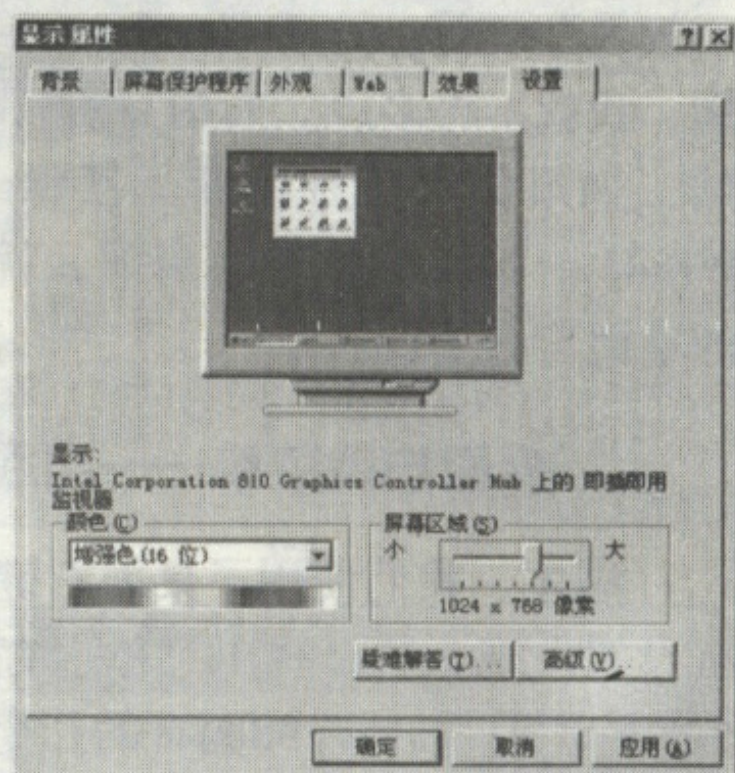 显示 属性
背景 屏幕保护程序 外观 Web 效果 设置
显示:
Intel Corporation 810 Graphics Controller Hub 上的 即插即用
监视器
颜色(C) 屏幕区域(S)
增强色(16 位) 小 大
1024 x 768 像素
疑难解答(T)... 高级(V)...
确定 取消 应用(A)